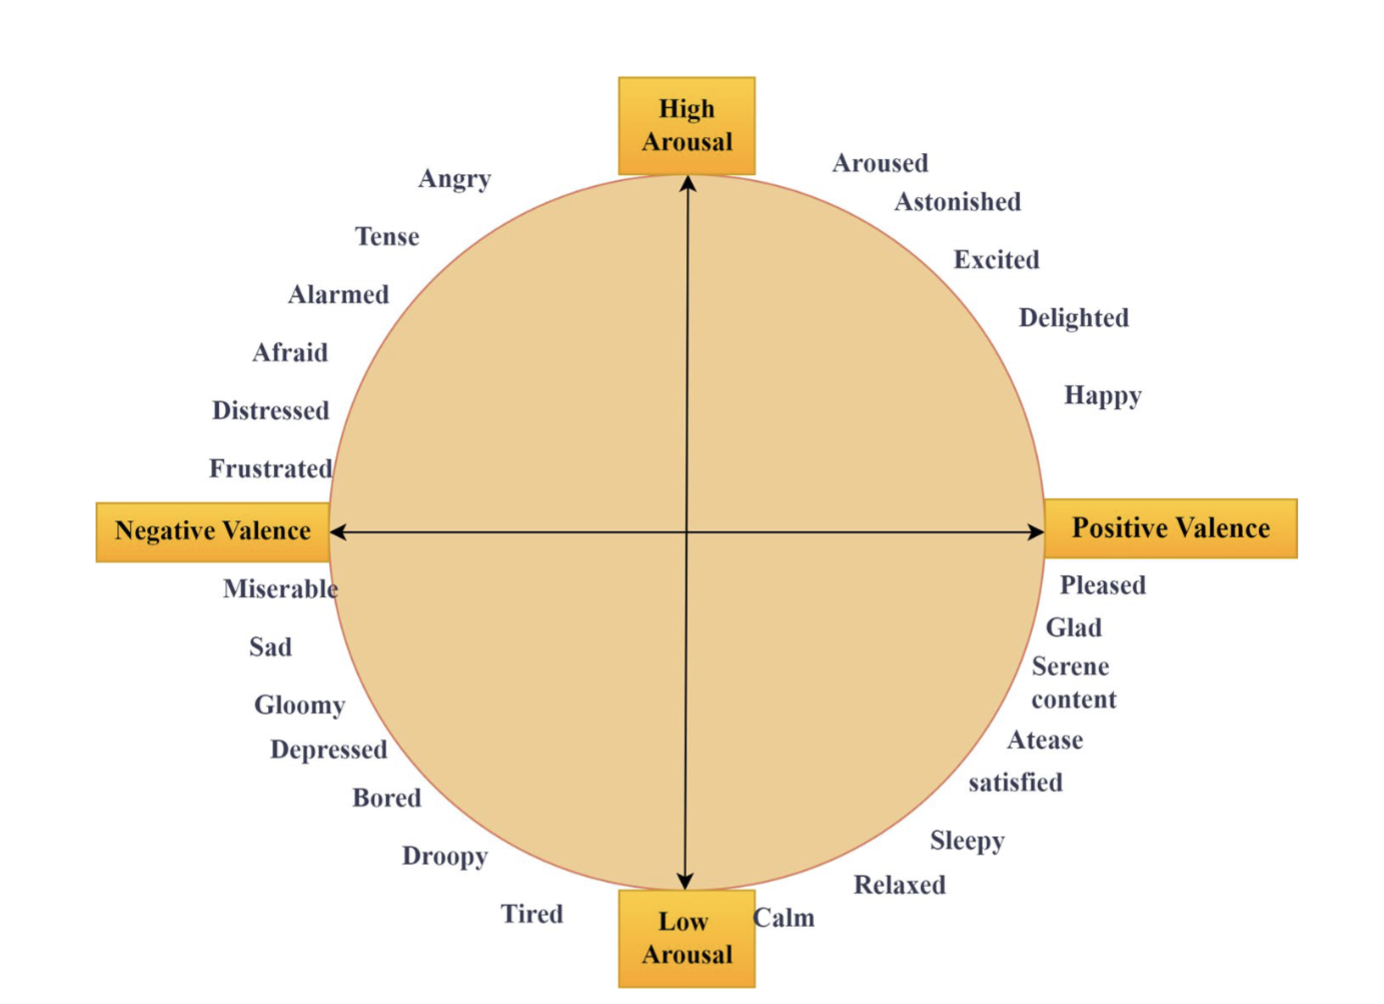 High
Arousal
Aroused
Angry
Astonished
Tense
Excited
Alarmed
Delighted
Afraid
Happy
Distressed
Frustrated
Negative Valence
Positive Valence
Miserable
Pleased
Glad
Sad
Serene
content
Gloomy
Atease
Depressed
satisfied
Bored
Sleepy
Droopy
Relaxed
Tired
Calm
Low
Arousal